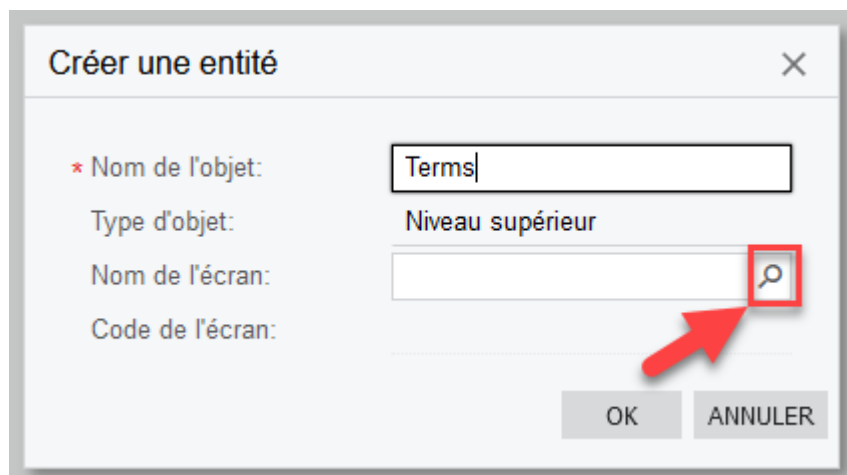 Créer une entité
* Nom de l'objet: Terms
Type d'objet: Niveau supérieur
Nom de l'écran:
Code de l'écran:
OK ANNULER